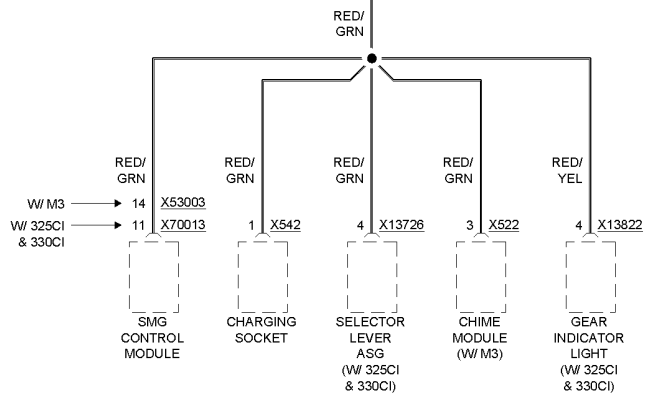 RED/
GRN
RED/
GRN
RED/
GRN
RED/
GRN
RED/
GRN
RED/
YEL
W/ M3
14 X53003
W/ 325CI
& 330CI
11 X70013
1 X542
4 X13726
3 X522
4 X13822
SMG
CONTROL
MODULE
CHARGING
SOCKET
SELECTOR
LEVER
ASG
(W/ 325CI
& 330CI)
CHIME
MODULE
(W/ M3)
GEAR
INDICATOR
LIGHT
(W/ 325CI
& 330CI)